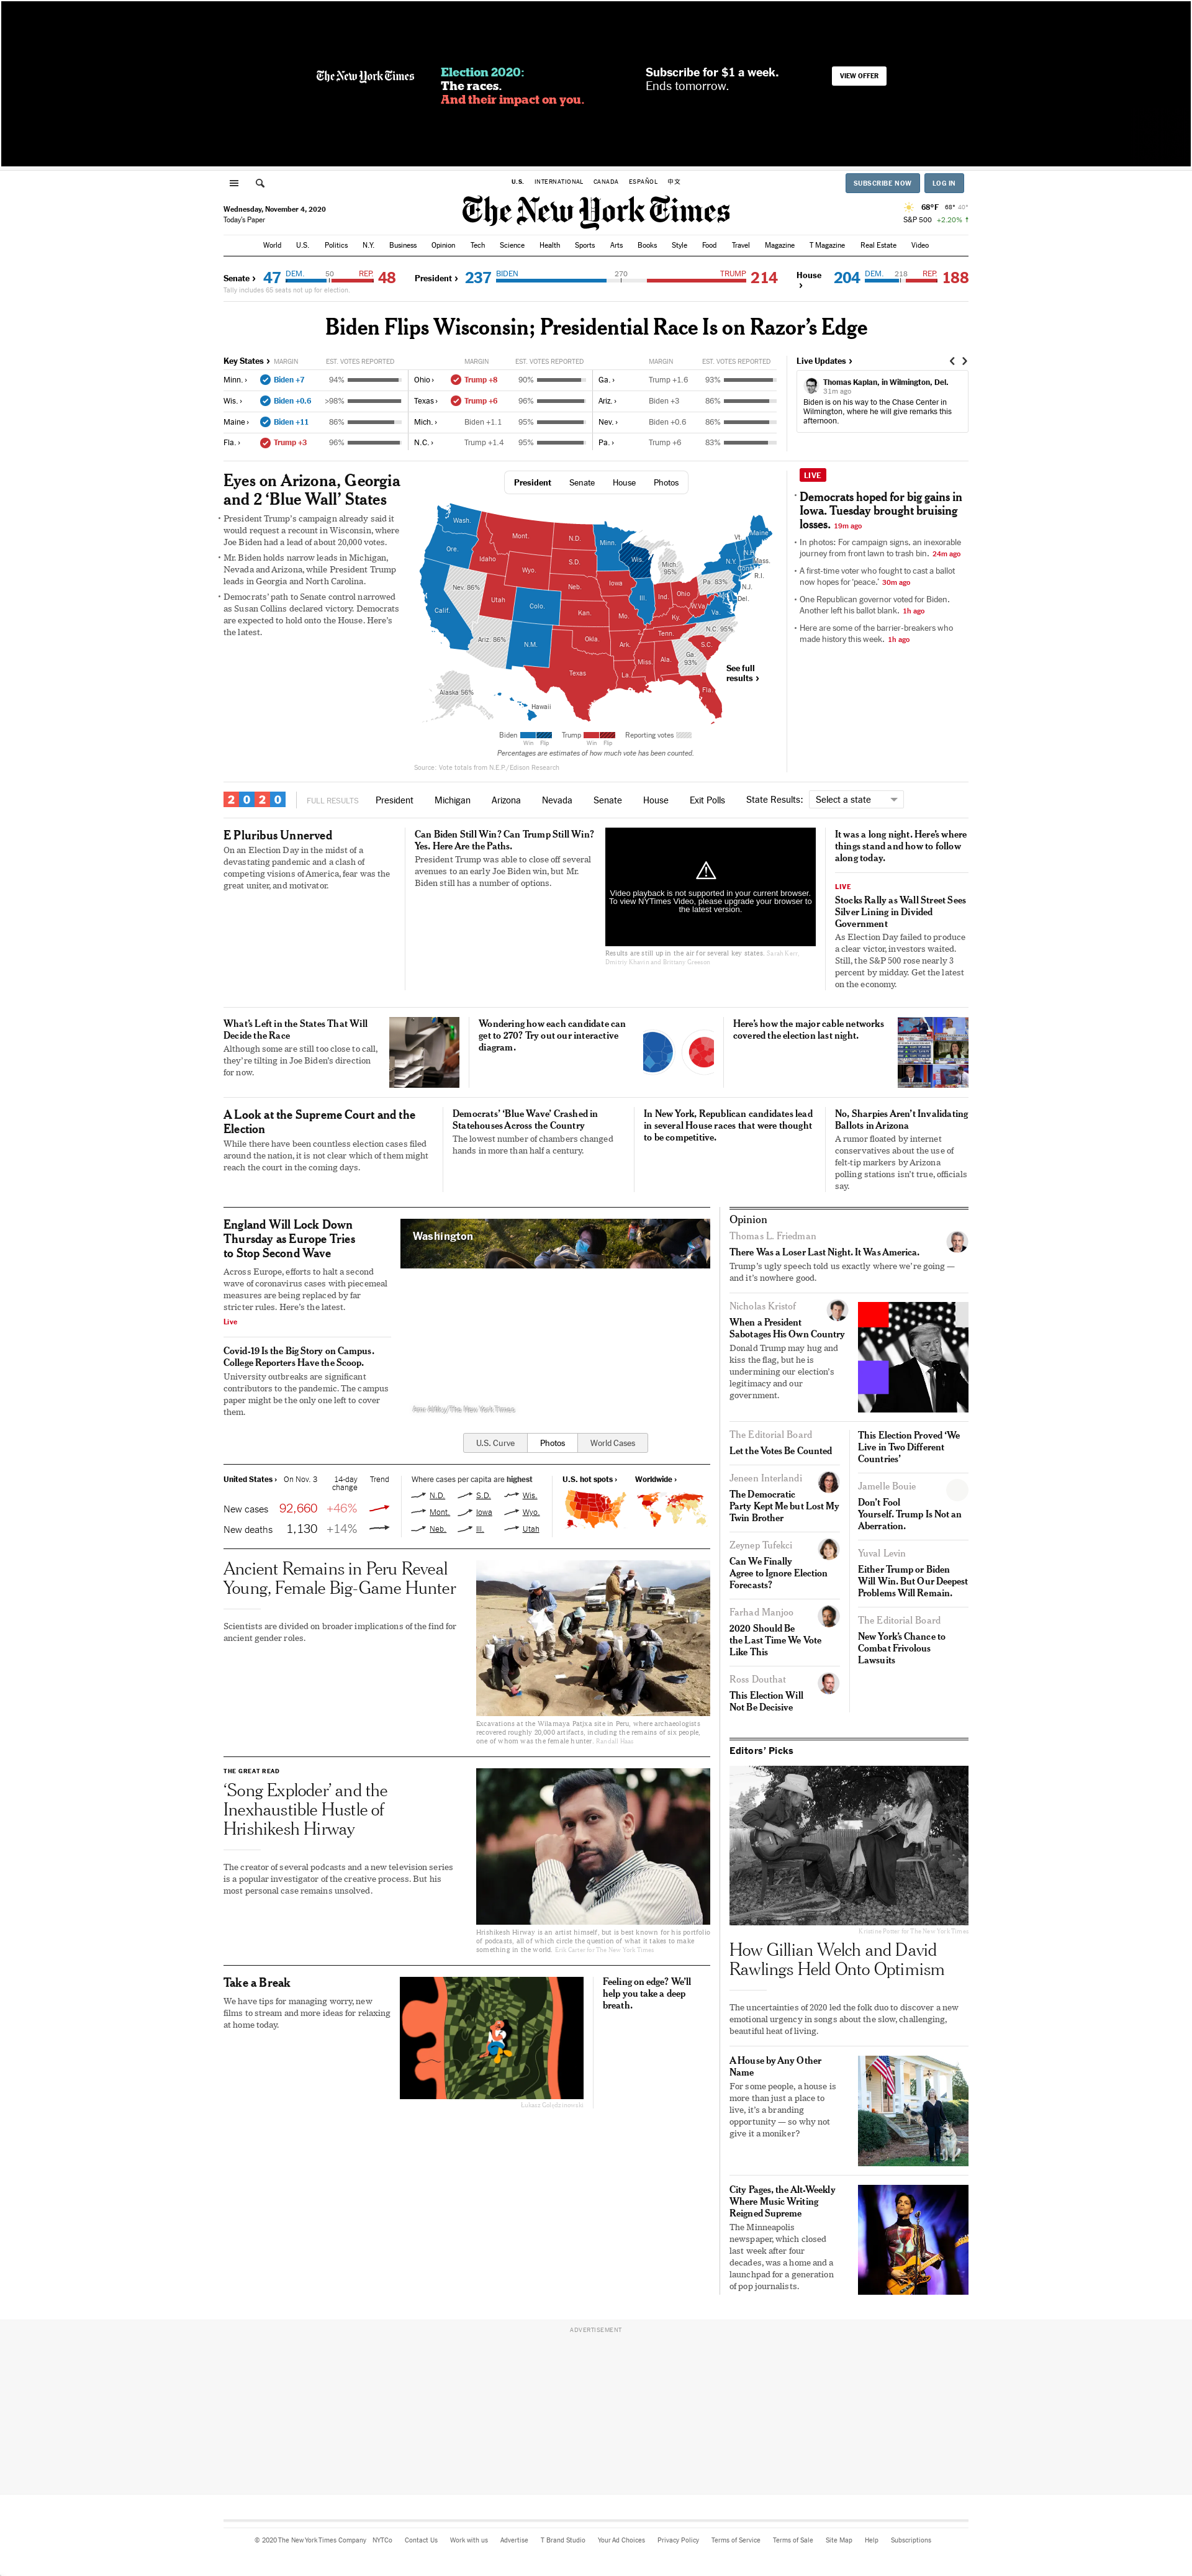 The New York Times
Election 2020:
The races.
And their impact on you.
Subscribe for $1 a week.
Ends tomorrow.
VIEW OFFER
U.S. INTERNATIONAL CANADA ESPAÑOL 中文
SUBSCRIBE NOW LOG IN
Wednesday, November 4, 2020
Today's Paper
The New York Times
68°F 68° 40°
S&P 500 +2.20% ↑
World U.S. Politics N.Y. Business Opinion Tech Science Health Sports Arts Books Style Food Travel Magazine T Magazine Real Estate Video
Senate › 47 DEM. 50 REP. 48
Tally includes 65 seats not up for election.
President › 237 BIDEN 270 TRUMP 214
House › 204 DEM. 218 REP. 188
Biden Flips Wisconsin; Presidential Race Is on Razor's Edge
Key States › MARGIN EST. VOTES REPORTED MARGIN EST. VOTES REPORTED MARGIN EST. VOTES REPORTED
Minn. › Biden +7 94% Ohio › Trump +8 90% Ga. › Trump +1.6 93%
Wis. › Biden +0.6 >98% Texas › Trump +6 96% Ariz. › Biden +3 86%
Maine › Biden +11 86% Mich. › Biden +1.1 95% Nev. › Biden +0.6 86%
Fla. › Trump +3 96% N.C. › Trump +1.4 95% Pa. › Trump +6 83%
Live Updates ›
Thomas Kaplan, in Wilmington, Del.
31m ago
Biden is on his way to the Chase Center in
Wilmington, where he will give remarks this
afternoon.
Eyes on Arizona, Georgia
and 2 ‘Blue Wall’ States
• President Trump's campaign already said it
would request a recount in Wisconsin, where
Joe Biden had a lead of about 20,000 votes.
• Mr. Biden holds narrow leads in Michigan,
Nevada and Arizona, while President Trump
leads in Georgia and North Carolina.
• Democrats' path to Senate control narrowed
as Susan Collins declared victory. Democrats
are expected to hold onto the House. Here's
the latest.
President Senate House Photos
Wash.
Ore.
Calif.
Nev. 86%
Idaho
Mont.
Wyo.
Utah
Colo.
Ariz. 86%
N.M.
N.D.
S.D.
Neb.
Kan.
Okla.
Texas
Minn.
Iowa
Mo.
Ark.
La.
Wis.
Ill.
Mich.
95%
Ind.
Ohio
Ky.
Tenn.
Miss.
Ala.
Ga.
93%
Fla.
S.C.
N.C. 95%
Va.
W.Va.
Pa. 83%
N.Y.
Vt.
N.H.
Maine
Mass.
Conn.
R.I.
N.J.
Del.
Alaska 56%
Hawaii
See full
results ›
Biden Trump Reporting votes
Win Flip Win Flip
Percentages are estimates of how much vote has been counted.
Source: Vote totals from N.E.P./Edison Research
LIVE
• Democrats hoped for big gains in
Iowa. Tuesday brought bruising
losses. 19m ago
• In photos: For campaign signs, an inexorable
journey from front lawn to trash bin. 24m ago
• A first-time voter who fought to cast a ballot
now hopes for ‘peace.’ 30m ago
• One Republican governor voted for Biden.
Another left his ballot blank. 1h ago
• Here are some of the barrier-breakers who
made history this week. 1h ago
2020 FULL RESULTS President Michigan Arizona Nevada Senate House Exit Polls State Results: Select a state
E Pluribus Unnerved
On an Election Day in the midst of a
devastating pandemic and a clash of
competing visions of America, fear was the
great uniter, and motivator.
Can Biden Still Win? Can Trump Still Win?
Yes. Here Are the Paths.
President Trump was able to close off several
avenues to an early Joe Biden win, but Mr.
Biden still has a number of options.
Video playback is not supported in your current browser.
To view NYTimes Video, please upgrade your browser to
the latest version.
Results are still up in the air for several key states. Sarah Kerr,
Dmitriy Khavin and Brittany Greeson
It was a long night. Here's where
things stand and how to follow
along today.
LIVE
Stocks Rally as Wall Street Sees
Silver Lining in Divided
Government
As Election Day failed to produce
a clear victor, investors waited.
Still, the S&P 500 rose nearly 3
percent by midday. Get the latest
on the economy.
What's Left in the States That Will
Decide the Race
Although some are still too close to call,
they're tilting in Joe Biden's direction
for now.
Wondering how each candidate can
get to 270? Try out our interactive
diagram.
Here's how the major cable networks
covered the election last night.
A Look at the Supreme Court and the
Election
While there have been countless election cases filed
around the nation, it is not clear which of them might
reach the court in the coming days.
Democrats' ‘Blue Wave’ Crashed in
Statehouses Across the Country
The lowest number of chambers changed
hands in more than half a century.
In New York, Republican candidates lead
in several House races that were thought
to be competitive.
No, Sharpies Aren't Invalidating
Ballots in Arizona
A rumor floated by internet
conservatives about the use of
felt-tip markers by Arizona
polling stations isn't true, officials
say.
England Will Lock Down
Thursday as Europe Tries
to Stop Second Wave
Across Europe, efforts to halt a second
wave of coronavirus cases with piecemeal
measures are being replaced by far
stricter rules. Here's the latest.
Live
Covid-19 Is the Big Story on Campus.
College Reporters Have the Scoop.
University outbreaks are significant
contributors to the pandemic. The campus
paper might be the only one left to cover
them.
Washington
U.S. Curve Photos World Cases
United States › On Nov. 3 14-day
change Trend
New cases 92,660 +46%
New deaths 1,130 +14%
Where cases per capita are highest
N.D. S.D. Wis.
Mont. Iowa Wyo.
Neb. Ill. Utah
U.S. hot spots › Worldwide ›
Ancient Remains in Peru Reveal
Young, Female Big-Game Hunter
Scientists are divided on broader implications of the find for
ancient gender roles.
Excavations at the Wilamaya Patjxa site in Peru, where archaeologists
recovered roughly 20,000 artifacts, including the remains of six people,
one of whom was the female hunter. Randall Haas
THE GREAT READ
‘Song Exploder’ and the
Inexhaustible Hustle of
Hrishikesh Hirway
The creator of several podcasts and a new television series
is a popular investigator of the creative process. But his
most personal case remains unsolved.
Hrishikesh Hirway is an artist himself, but is best known for his portfolio
of podcasts, all of which circle the question of what it takes to make
something in the world. Erik Carter for The New York Times
Take a Break
We have tips for managing worry, new
films to stream and more ideas for relaxing
at home today.
Feeling on edge? We'll
help you take a deep
breath.
Opinion
Thomas L. Friedman
There Was a Loser Last Night. It Was America.
Trump's ugly speech told us exactly where we're going —
and it's nowhere good.
Nicholas Kristof
When a President
Sabotages His Own Country
Donald Trump may hug and
kiss the flag, but he is
undermining our election's
legitimacy and our
government.
The Editorial Board
Let the Votes Be Counted
Jeneen Interlandi
The Democratic
Party Kept Me but Lost My
Twin Brother
Zeynep Tufekci
Can We Finally
Agree to Ignore Election
Forecasts?
Farhad Manjoo
2020 Should Be
the Last Time We Vote
Like This
Ross Douthat
This Election Will
Not Be Decisive
This Election Proved ‘We
Live in Two Different
Countries’
Jamelle Bouie
Don't Fool
Yourself. Trump Is Not an
Aberration.
Yuval Levin
Either Trump or Biden
Will Win. But Our Deepest
Problems Will Remain.
The Editorial Board
New York's Chance to
Combat Frivolous
Lawsuits
Editors' Picks
Kristine Potter for The New York Times
How Gillian Welch and David
Rawlings Held Onto Optimism
The uncertainties of 2020 led the folk duo to discover a new
emotional urgency in songs about the slow, challenging,
beautiful heat of living.
A House by Any Other
Name
For some people, a house is
more than just a place to
live, it's a branding
opportunity — so why not
give it a moniker?
City Pages, the Alt-Weekly
Where Music Writing
Reigned Supreme
The Minneapolis
newspaper, which closed
last week after four
decades, was a home and a
launchpad for a generation
of pop journalists.
ADVERTISEMENT
© 2020 The New York Times Company NYTCo Contact Us Work with us Advertise T Brand Studio Your Ad Choices Privacy Policy Terms of Service Terms of Sale Site Map Help Subscriptions